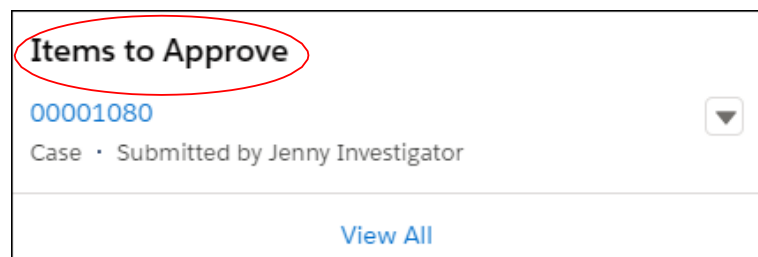 Items to Approve
00001080
Case · Submitted by Jenny Investigator
View All